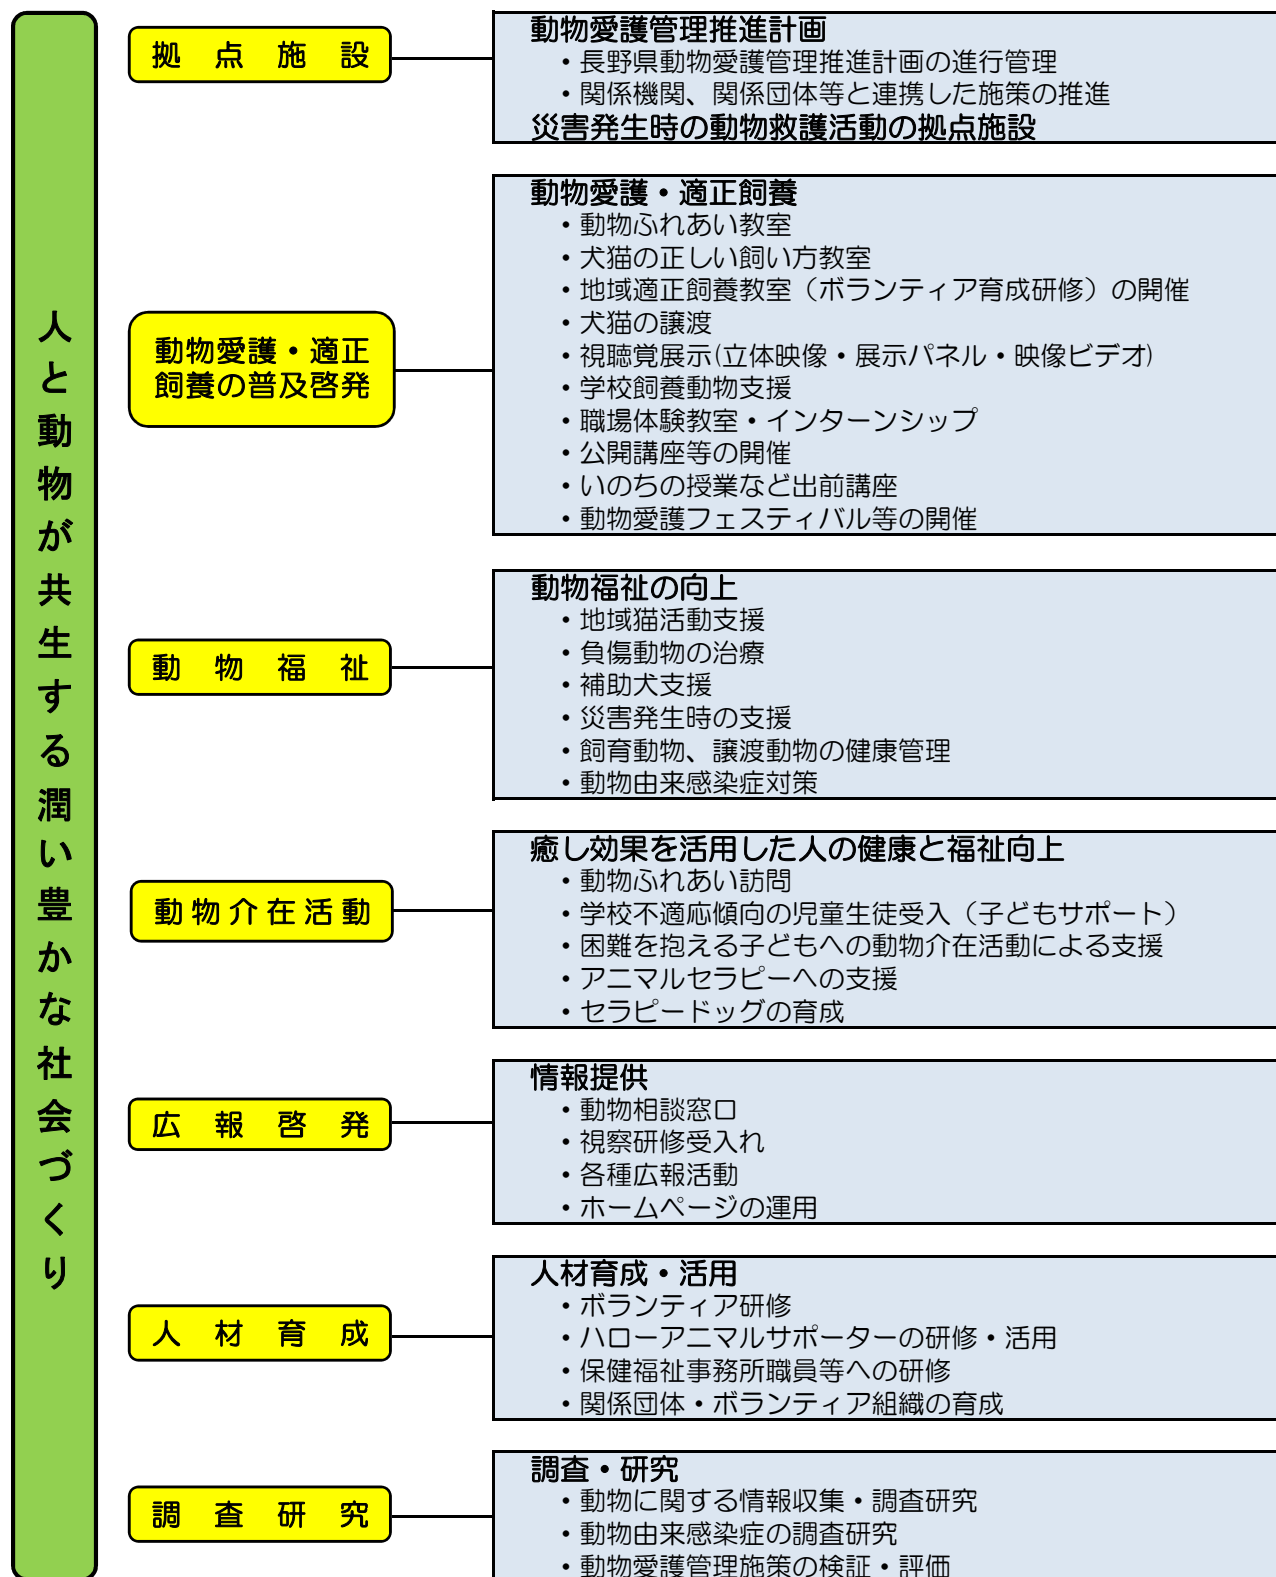 人と動物が共生する潤い豊かな社会づくり
拠点施設
動物愛護管理推進計画
・長野県動物愛護管理推進計画の進行管理
・関係機関、関係団体等と連携した施策の推進
災害発生時の動物救護活動の拠点施設
動物愛護・適正
飼養の普及啓発
動物愛護・適正飼養
・動物ふれあい教室
・犬猫の正しい飼い方教室
・地域適正飼養教室（ボランティア育成研修）の開催
・犬猫の譲渡
・視聴覚展示(立体映像・展示パネル・映像ビデオ)
・学校飼養動物支援
・職場体験教室・インターンシップ
・公開講座等の開催
・いのちの授業など出前講座
・動物愛護フェスティバル等の開催
動物福祉
動物福祉の向上
・地域猫活動支援
・負傷動物の治療
・補助犬支援
・災害発生時の支援
・飼育動物、譲渡動物の健康管理
・動物由来感染症対策
動物介在活動
癒し効果を活用した人の健康と福祉向上
・動物ふれあい訪問
・学校不適応傾向の児童生徒受入（子どもサポート）
・困難を抱える子どもへの動物介在活動による支援
・アニマルセラピーへの支援
・セラピードッグの育成
広報啓発
情報提供
・動物相談窓口
・視察研修受入れ
・各種広報活動
・ホームページの運用
人材育成
人材育成・活用
・ボランティア研修
・ハローアニマルサポーターの研修・活用
・保健福祉事務所職員等への研修
・関係団体・ボランティア組織の育成
調査研究
調査・研究
・動物に関する情報収集・調査研究
・動物由来感染症の調査研究
・動物愛護管理施策の検証・評価